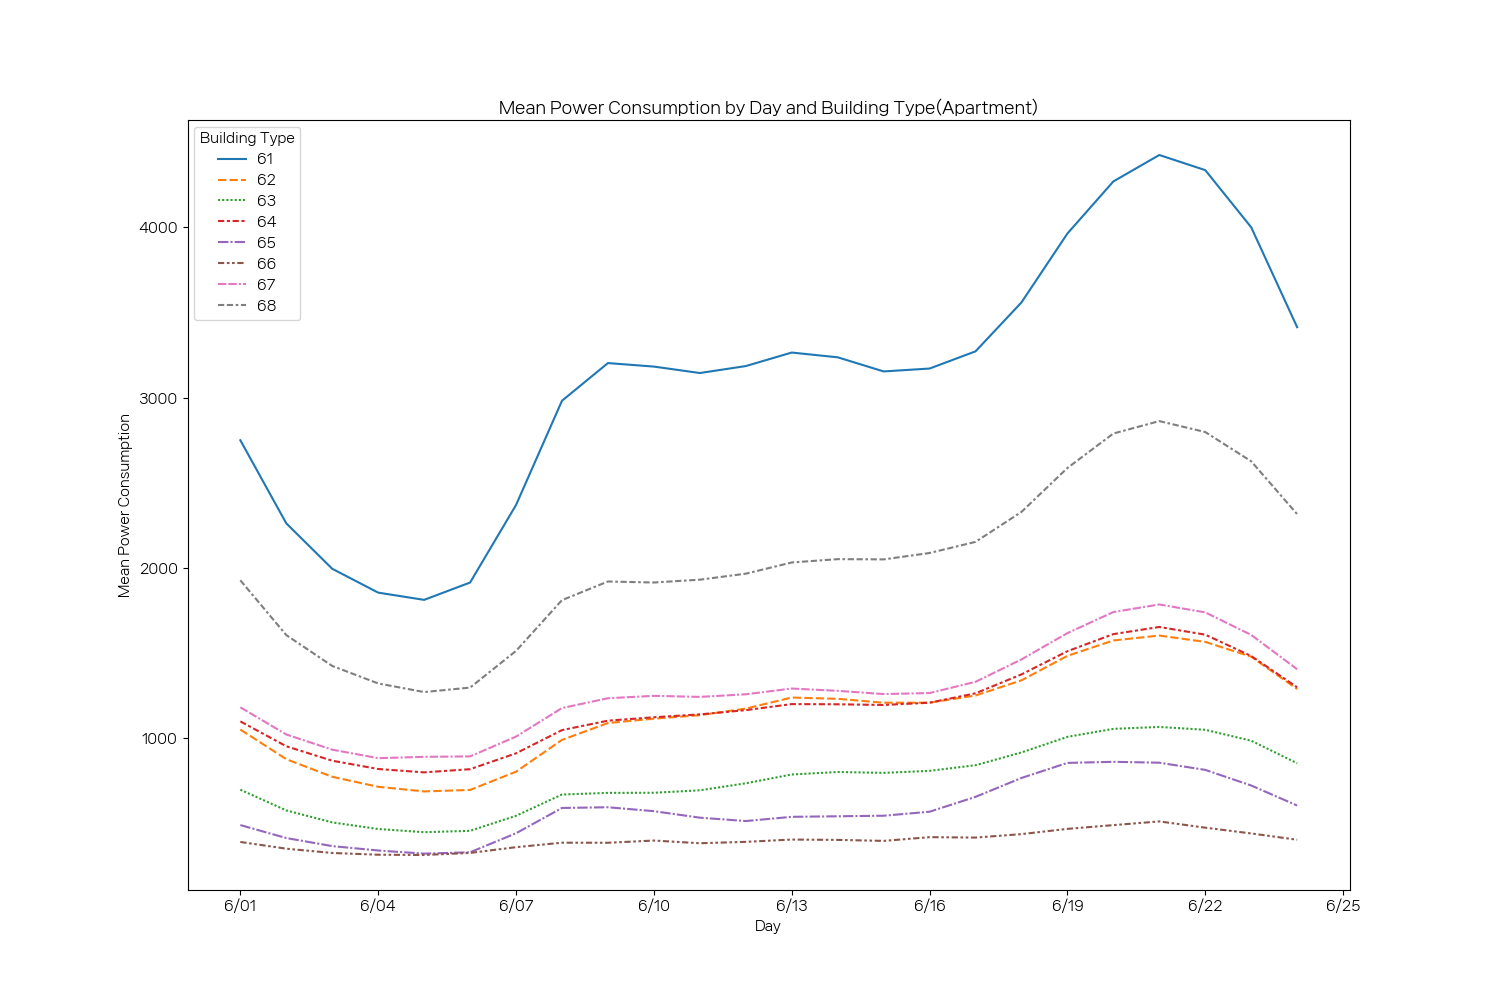 Mean Power Consumption by Day and Building Type(Apartment)
Building Type
61
62
63
64
65
66
67
68
4000
3000
2000
1000
Mean Power Consumption
6/01 6/04 6/07 6/10 6/13 6/16 6/19 6/22 6/25
Day